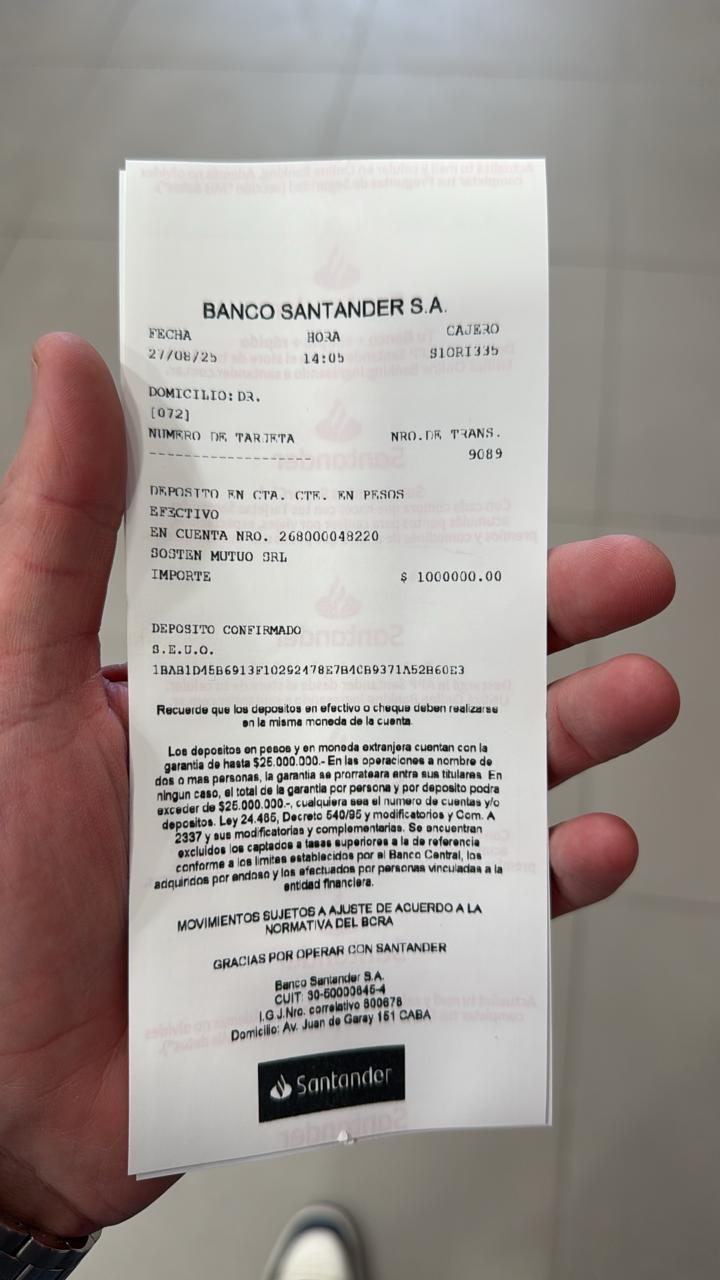 BANCO SANTANDER S.A.
FECHA HORA CAJERO
27/08/25 14:05 S1ORI335
DOMICILIO: DR.
[072]
NUMERO DE TARJETA NRO.DE TRANS.
------------------ 9089
DEPOSITO EN CTA. CTE. EN PESOS
EFECTIVO
EN CUENTA NRO. 268000048220
SOSTEN MUTUO SRL
IMPORTE $ 1000000.00
DEPOSITO CONFIRMADO
S.E.U.O.
Recuerde que los depositos en efectivo o cheque deben realizarse
en la misma moneda de la cuenta.
Los depositos en pesos y en moneda extranjera cuentan con la
garantia de hasta $25.000.000.- En las operaciones a nombre de
dos o mas personas, la garantia se prorrateara entre sus titulares. En
ningun caso, el total de la garantia por persona y por deposito podra
exceder de $25.000.000.-, cualquiera sea el numero de cuentas y/o
depositos. Ley 24.485, Decreto 540/95 y modificatorios y Com. A
2337 y sus modificatorias y complementarias. Se encuentran
excluidos los captados a tasas superiores a la de referencia
conforme a los limites establecidos por el Banco Central, los
adquiridos por endoso y los efectuados por personas vinculadas a la
entidad financiera.
MOVIMIENTOS SUJETOS A AJUSTE DE ACUERDO A LA
NORMATIVA DEL BCRA
GRACIAS POR OPERAR CON SANTANDER
Banco Santander S.A.
CUIT: 30-50000845-4
I.G.J.Nro. correlativo 800678
Domicilio: Av. Juan de Garay 151 CABA
Santander